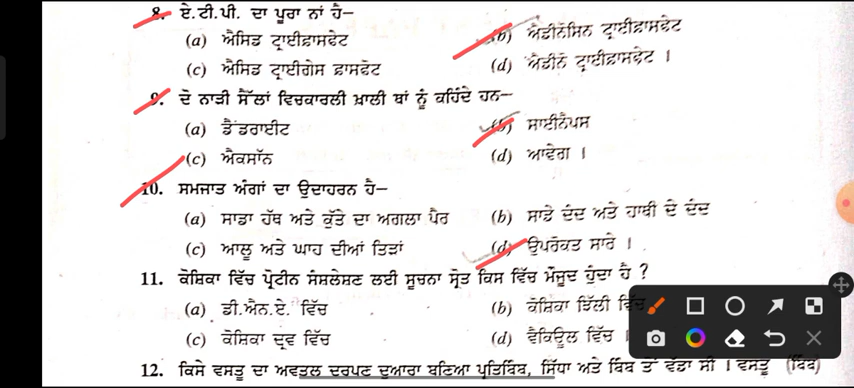 8. ਏ.ਟੀ.ਪੀ. ਦਾ ਪੂਰਾ ਨਾਂ ਹੈ—
(a) ਐਸਿਡ ਟ੍ਰਾਈਫ਼ਾਸਫੇਟ (b) ਐਡੀਨੋਸਿਨ ਟ੍ਰਾਈਫ਼ਾਸਫੇਟ
(c) ਐਸਿਡ ਟ੍ਰਾਈਗੇਸ ਫ਼ਾਸਫੇਟ (d) ਐਡੀਨੋ ਟ੍ਰਾਈਫ਼ਾਸਫੇਟ ।
9. ਦੋ ਨਾੜੀ ਸੈੱਲਾਂ ਵਿਚਕਾਰਲੀ ਖ਼ਾਲੀ ਥਾਂ ਨੂੰ ਕਹਿੰਦੇ ਹਨ—
(a) ਡੈਂਡਰਾਈਟ (b) ਸਾਈਨੈਪਸ
(c) ਐਕਸਾੱਨ (d) ਆਵੇਗ ।
10. ਸਮਜਾਤ ਅੰਗਾਂ ਦਾ ਉਦਾਹਰਨ ਹੈ—
(a) ਸਾਡਾ ਹੱਥ ਅਤੇ ਕੁੱਤੇ ਦਾ ਅਗਲਾ ਪੈਰ (b) ਸਾਡੇ ਦੰਦ ਅਤੇ ਹਾਥੀ ਦੇ ਦੰਦ
(c) ਆਲੂ ਅਤੇ ਘਾਹ ਦੀਆਂ ਤਿੜਾਂ (d) ਉਪਰੋਕਤ ਸਾਰੇ ।
11. ਕੋਸ਼ਿਕਾ ਵਿੱਚ ਪ੍ਰੋਟੀਨ ਸੰਸ਼ਲੇਸ਼ਣ ਲਈ ਸੂਚਨਾ ਸ੍ਰੋਤ ਕਿਸ ਵਿੱਚ ਮੌਜੂਦ ਹੁੰਦਾ ਹੈ ?
(a) ਡੀ.ਐਨ.ਏ. ਵਿੱਚ (b) ਕੋਸ਼ਿਕਾ ਝਿੱਲੀ ਵਿੱਚ
(c) ਕੋਸ਼ਿਕਾ ਦ੍ਰਵ ਵਿੱਚ (d) ਵੈਕਿਊਲ ਵਿੱਚ ।
12. ਕਿਸੇ ਵਸਤੂ ਦਾ ਅਵਤਲ ਦਰਪਣ ਦੁਆਰਾ ਬਣਿਆ ਪ੍ਰਤਿਬਿੰਬ, ਸਿੱਧਾ ਅਤੇ ਬਿੰਬ ਤੋਂ ਵੱਡਾ ਸੀ । ਵਸਤੂ (ਬਿੰਬ)